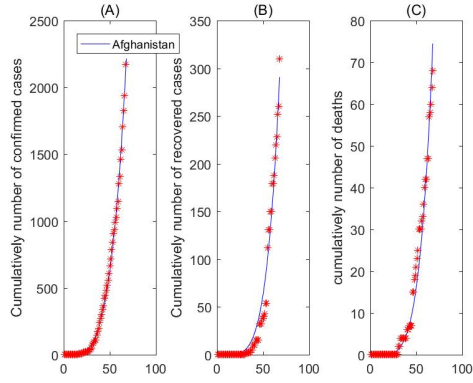 (A)
Cumulatively number of confirmed cases
2500
2000
1500
1000
500
0
0 50 100
Afghanistan
(B)
Cumulatively number of recovered cases
350
300
250
200
150
100
50
0
0 50 100
(C)
cumulatively number of deaths
80
70
60
50
40
30
20
10
0
0 50 100